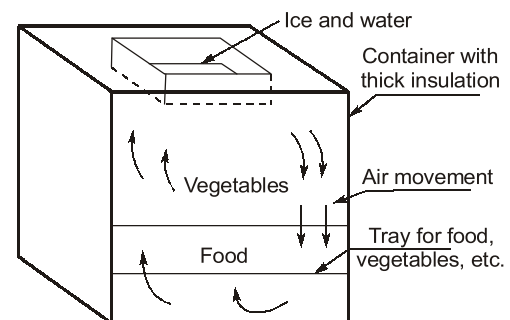 Ice and water
Container with
thick insulation
Vegetables
Air movement
Tray for food,
vegetables, etc.
Food